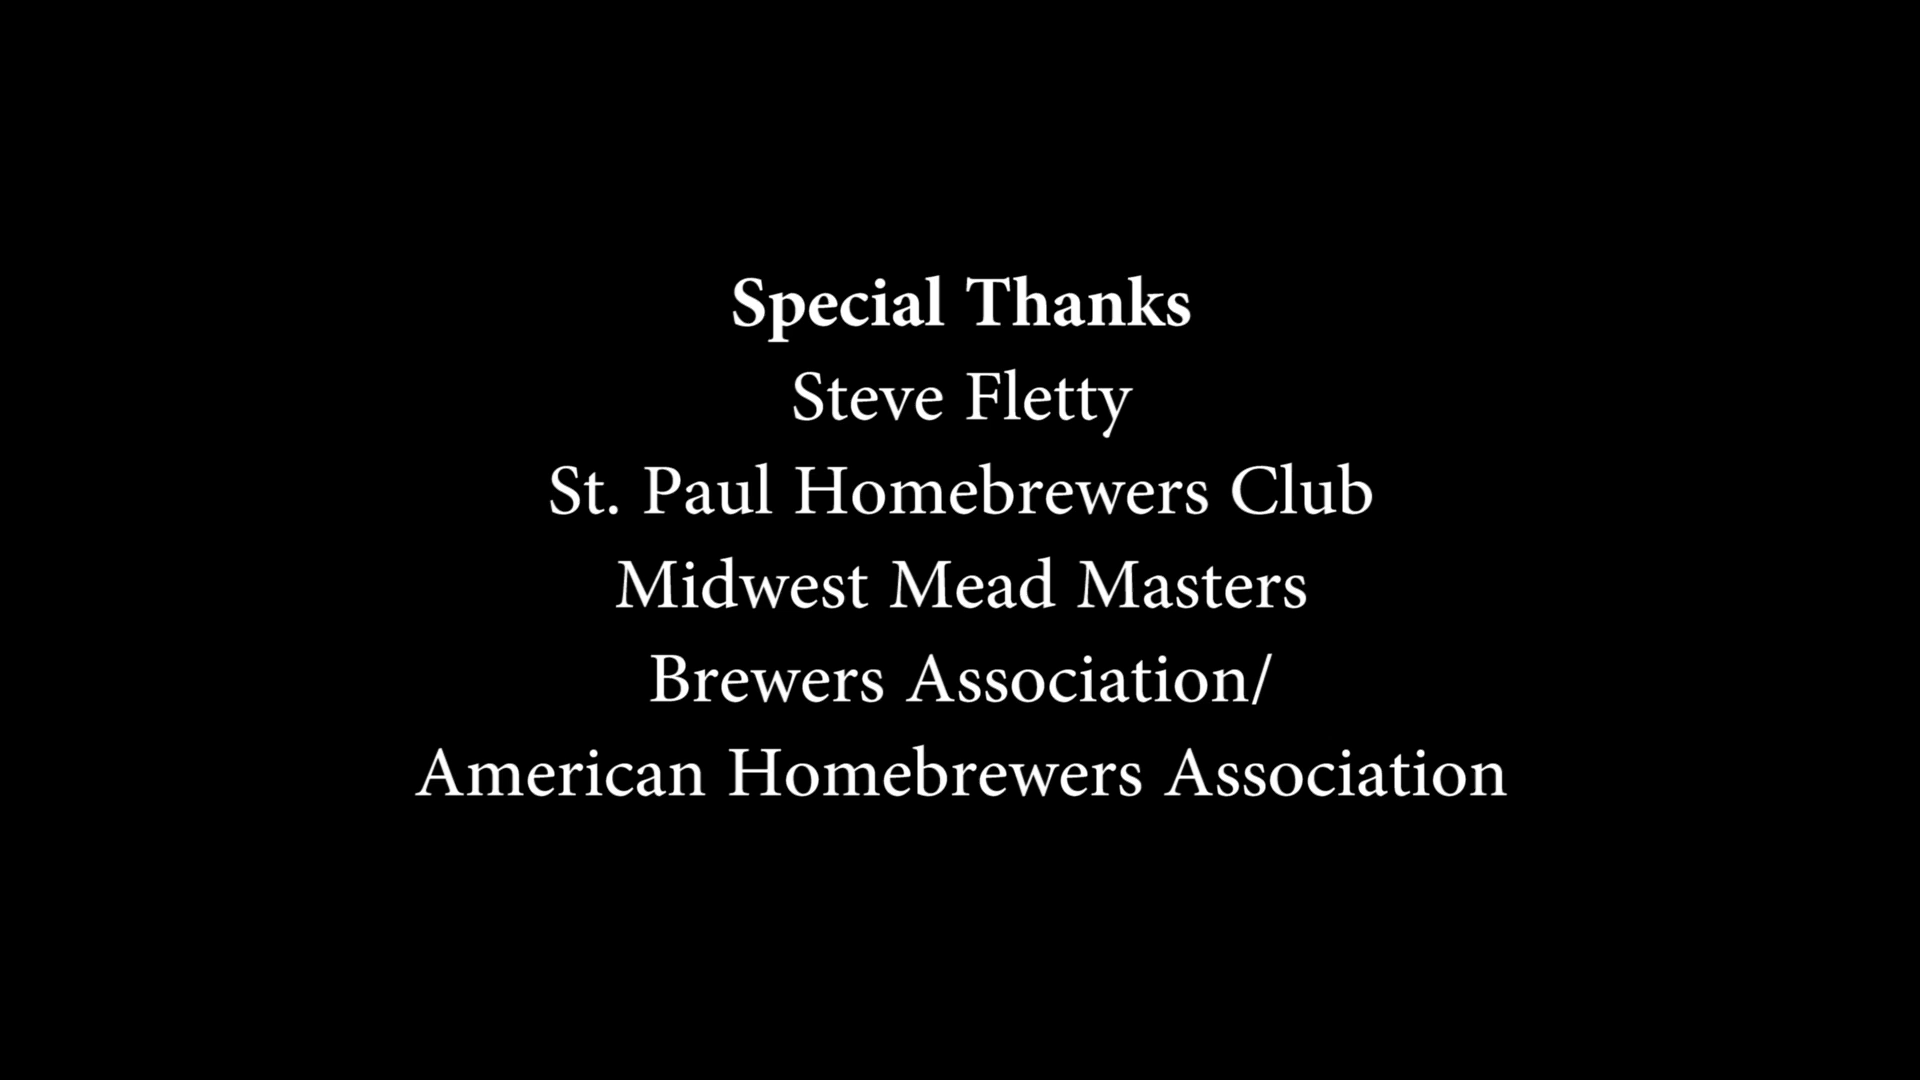 Special Thanks
Steve Fletty
St. Paul Homebrewers Club
Midwest Mead Masters
Brewers Association/
American Homebrewers Association